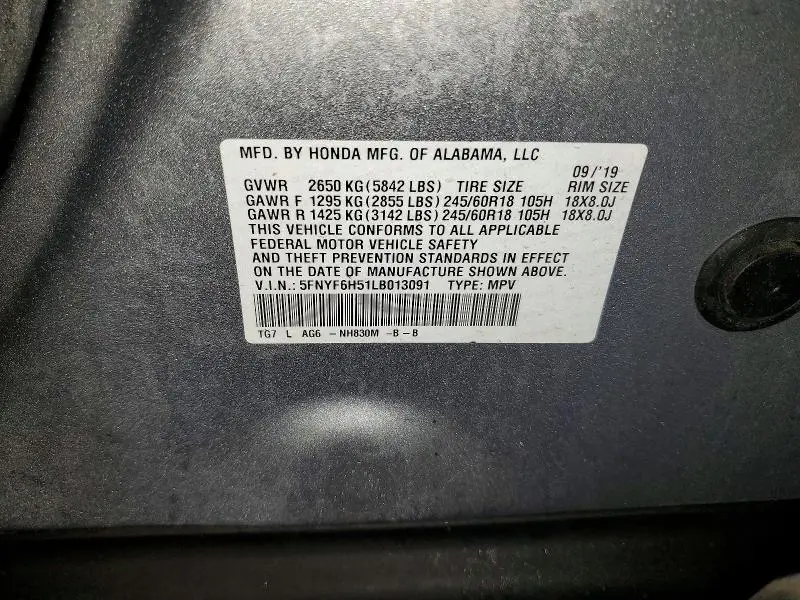 MFD. BY HONDA MFG. OF ALABAMA, LLC
09/'19
GVWR 2650 KG(5842 LBS) TIRE SIZE RIM SIZE
GAWR F 1295 KG(2855 LBS) 245/60R18 105H 18X8.0J
GAWR R 1425 KG(3142 LBS) 245/60R18 105H 18X8.0J
THIS VEHICLE CONFORMS TO ALL APPLICABLE
FEDERAL MOTOR VEHICLE SAFETY
AND THEFT PREVENTION STANDARDS IN EFFECT
ON THE DATE OF MANUFACTURE SHOWN ABOVE.
V.I.N.: 5FNYF6H51LB013091 TYPE: MPV
TG7 L AG6 -NH830M -B-B